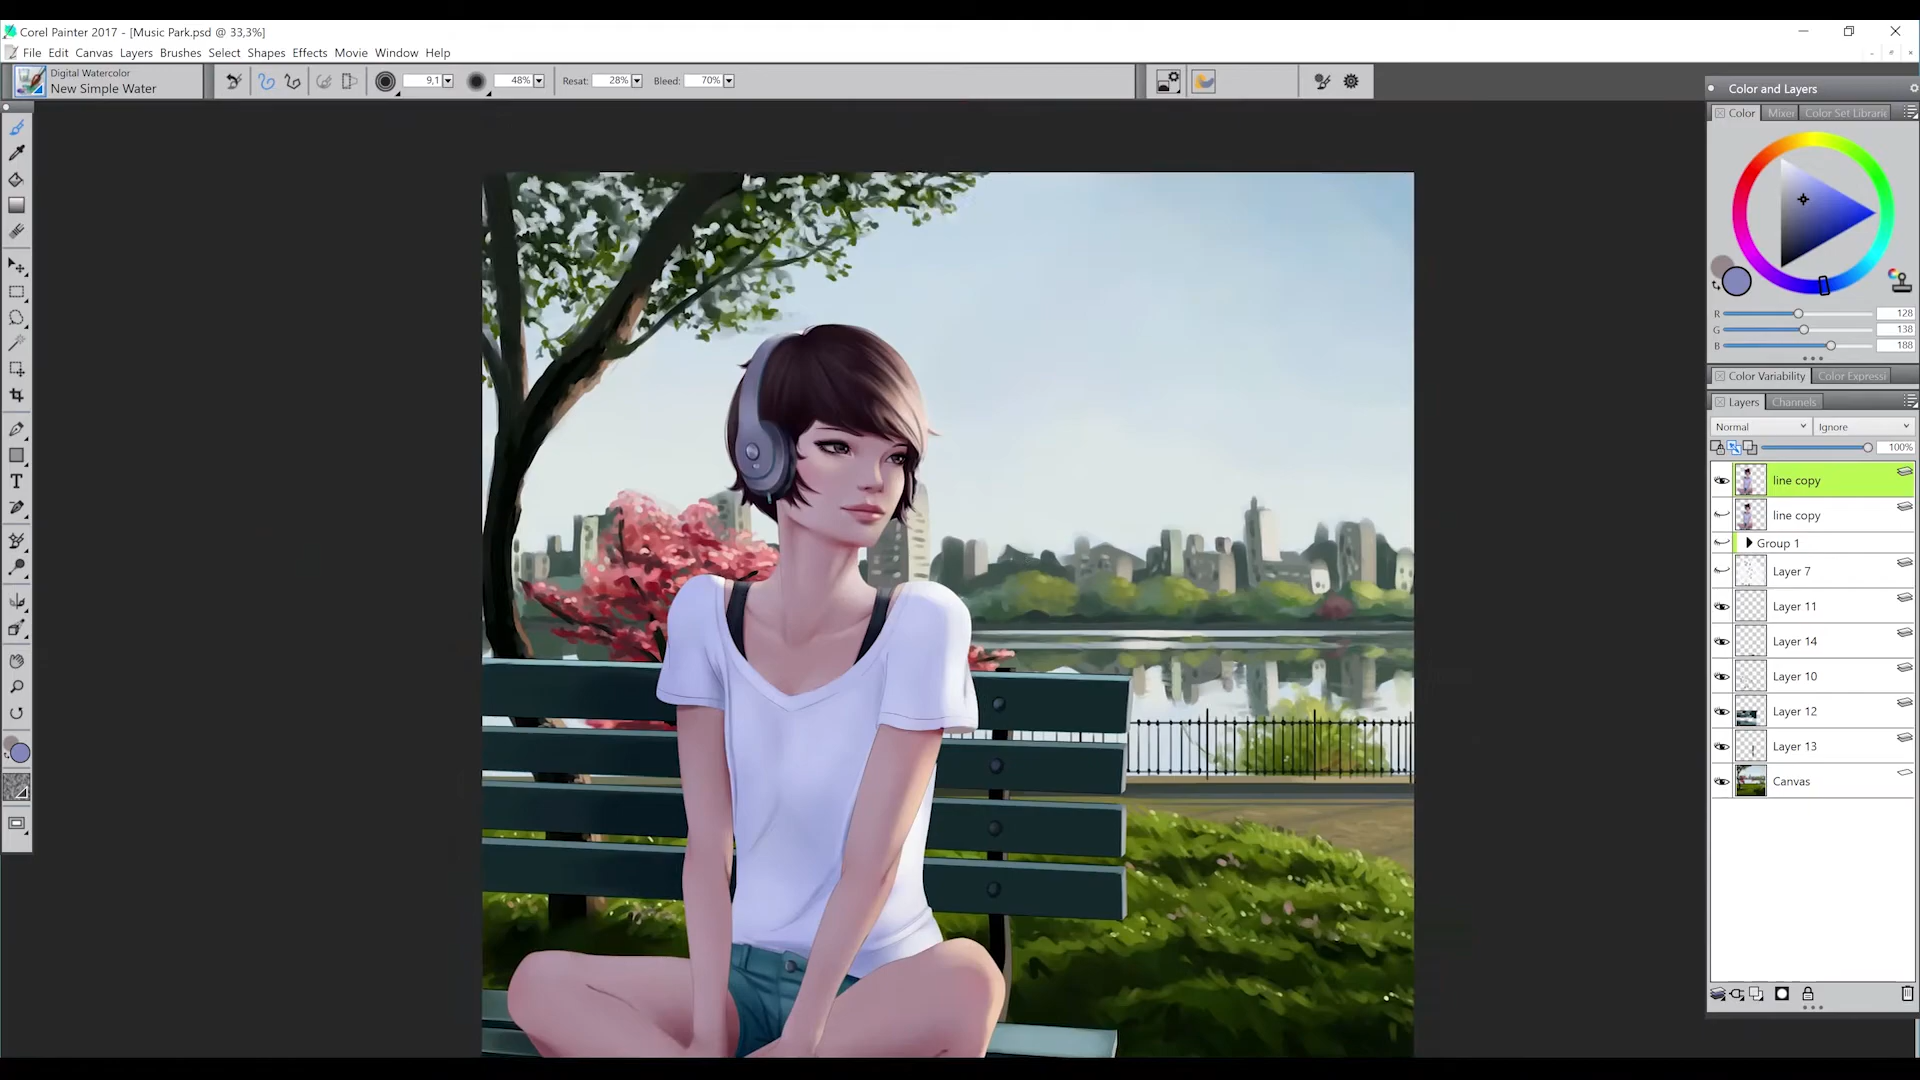 Corel Painter 2017 - [Music Park.psd @ 33,3%]
File Edit Canvas Layers Brushes Select Shapes Effects Movie Window Help
Digital Watercolor
New Simple Water
9,1
48%
Resat: 28%
Bleed: 70%
Color and Layers
Color Mixer Color Set Librarie
R 128
G 138
B 188
Color Variability Color Expressi
Layers Channels
Normal Ignore
100%
line copy
line copy
Group 1
Layer 7
Layer 11
Layer 14
Layer 10
Layer 12
Layer 13
Canvas
T